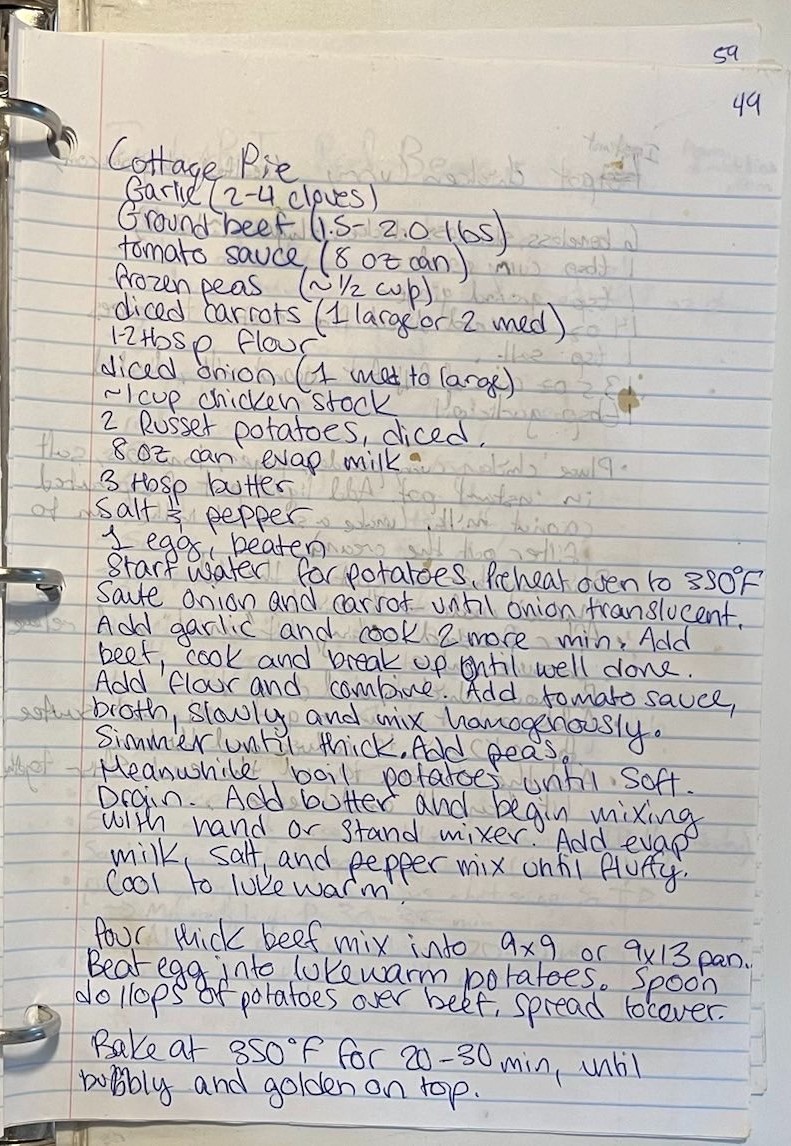 59
49
Cottage Pie
Garlic (2-4 cloves)
Ground beef (1.5- 2.0 lbs)
tomato sauce (8 oz can)
frozen peas (~ 1/2 cup)
diced carrots (1 large or 2 med)
1-2 tbsp flour
diced onion (1 med to large)
~1 cup chicken stock
2 Russet potatoes, diced.
8 oz can evap milk
3 tbsp butter
Salt & pepper
1 egg, beaten
Start water for potatoes. Preheat oven to 350°F
Saute onion and carrot until onion translucent.
Add garlic and cook 2 more min. Add
beef, cook and break up until well done.
Add flour and combine. Add tomato sauce,
broth, slowly and mix homogenously.
Simmer until thick. Add peas.
Meanwhile, boil potatoes until soft.
Drain. Add butter and begin mixing
with hand or stand mixer. Add evap
milk, salt, and pepper mix until fluffy.
Cool to lukewarm.
Pour thick beef mix into 9x9 or 9x13 pan.
Beat egg into lukewarm potatoes. Spoon
dollops of potatoes over beef, spread to cover.
Bake at 350°F for 20-30 min, until
bubbly and golden on top.